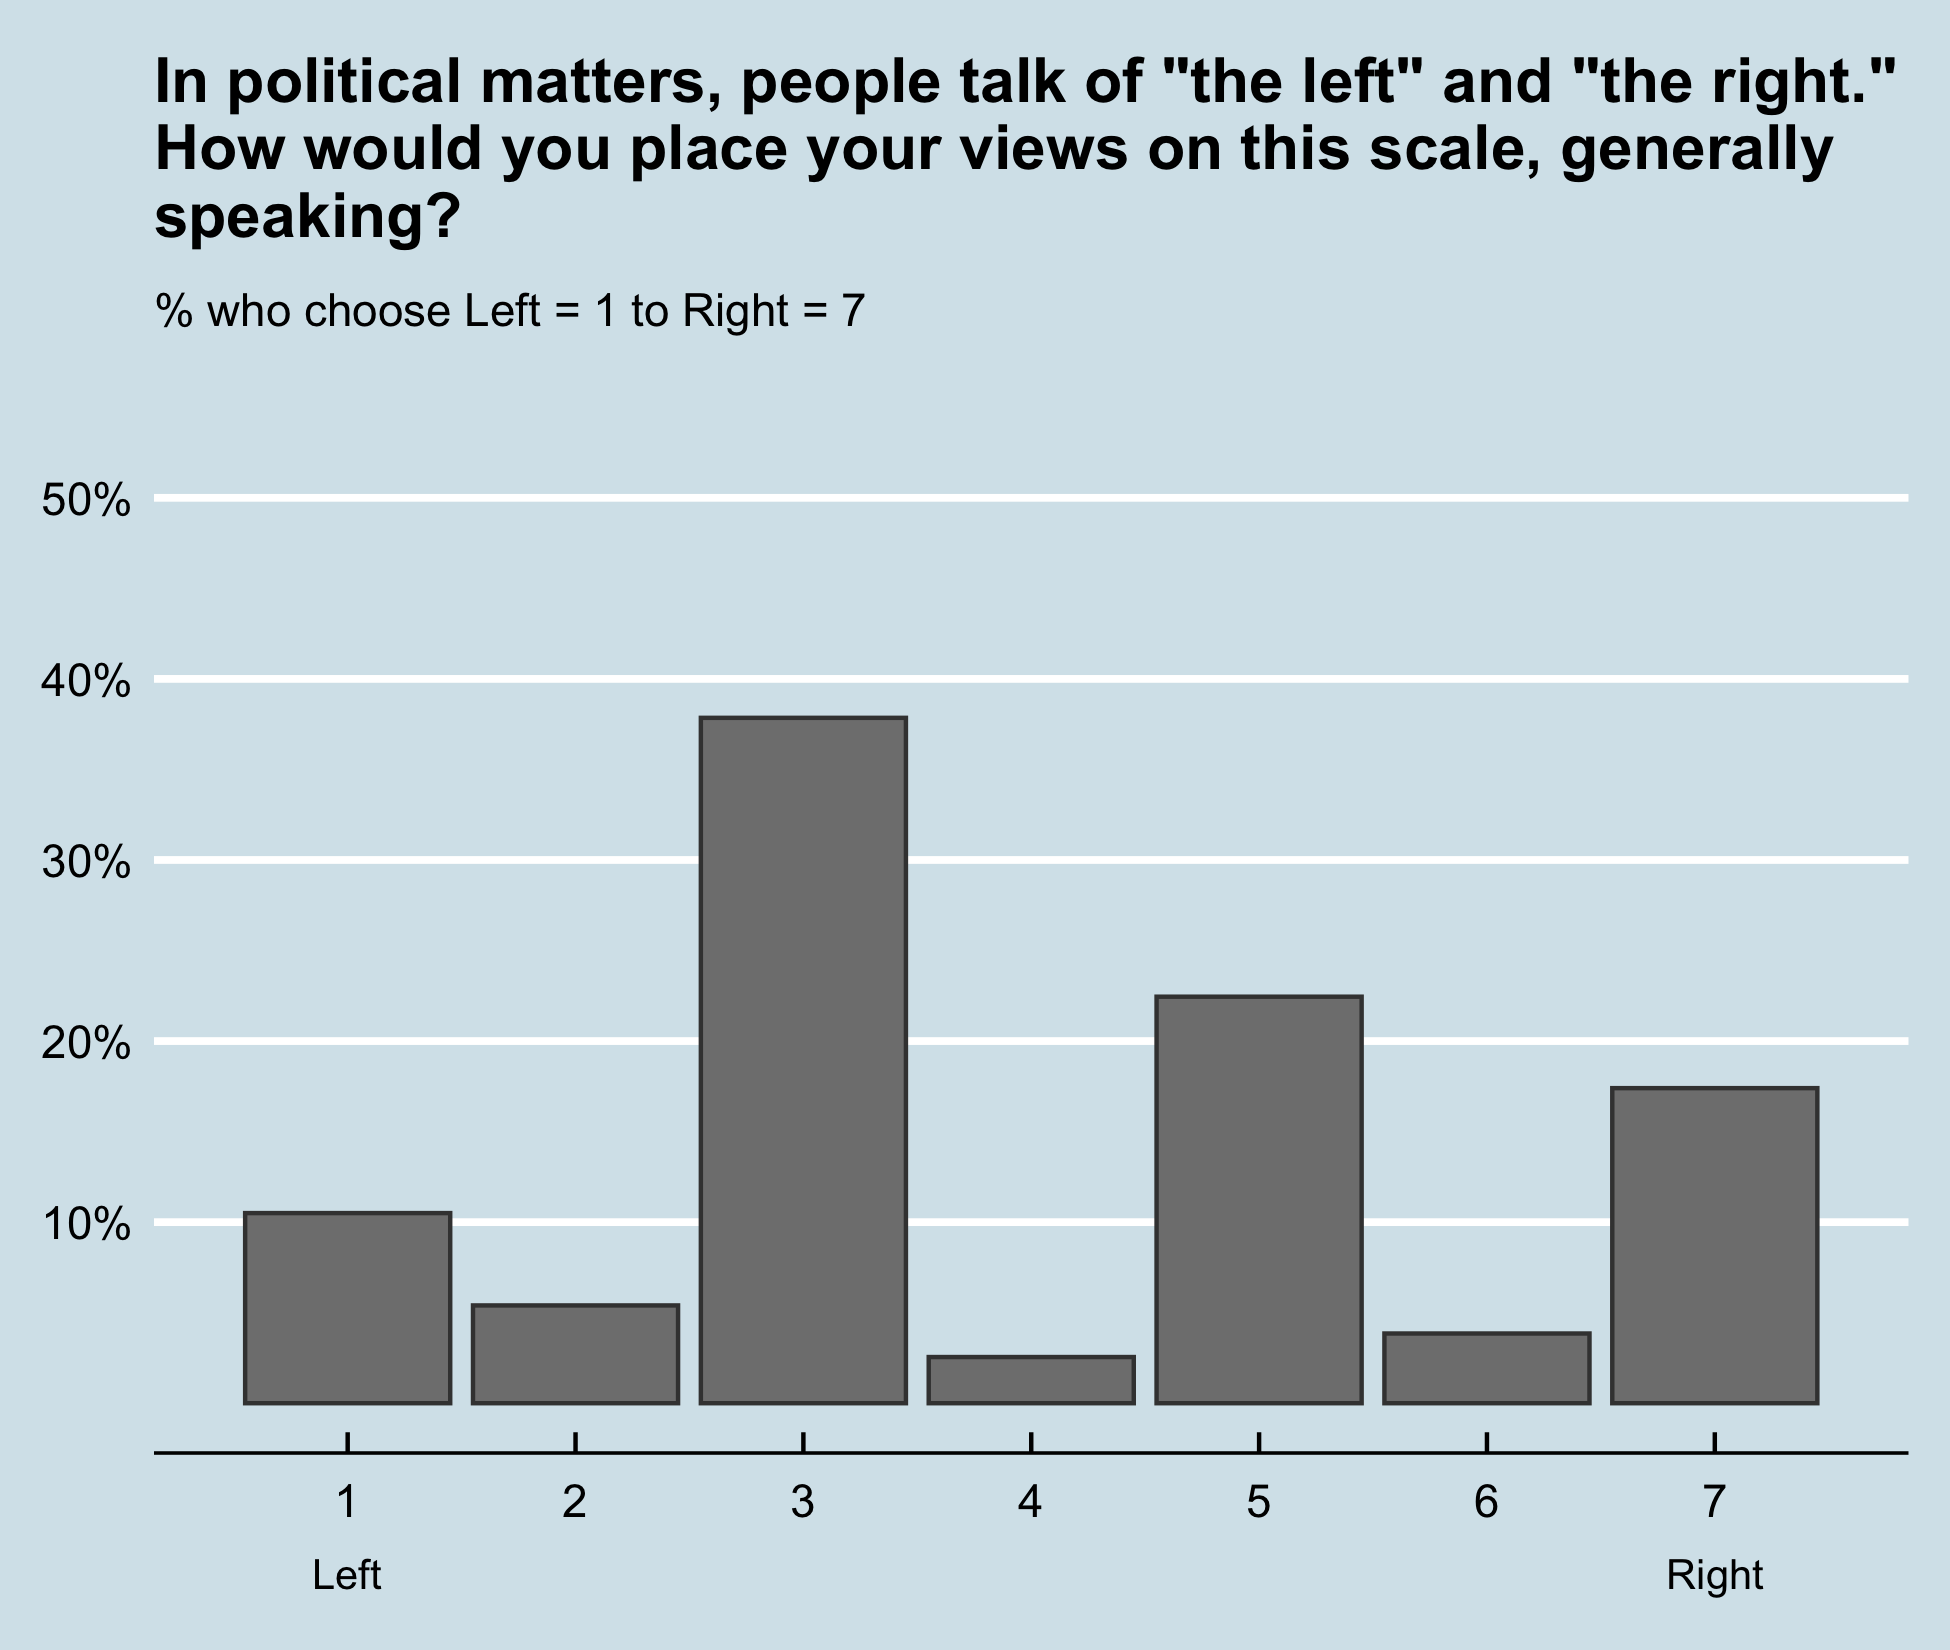 In political matters, people talk of "the left" and "the right."
How would you place your views on this scale, generally
speaking?
% who choose Left = 1 to Right = 7
50%
40%
30%
20%
10%
1 2 3 4 5 6 7
Left Right